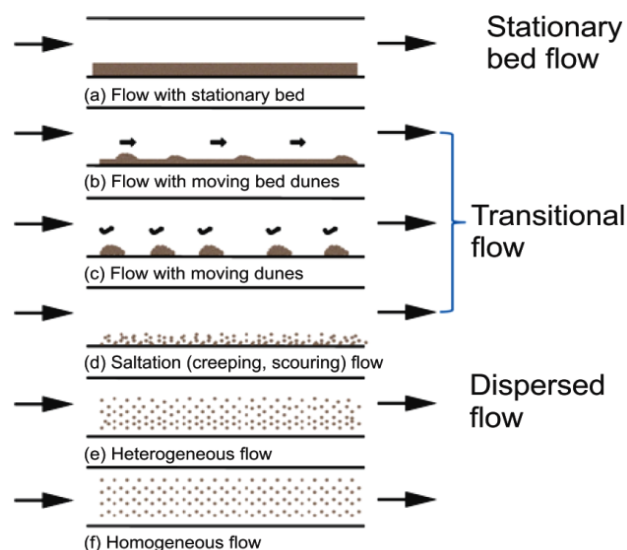 Stationary
bed flow
(a) Flow with stationary bed
(b) Flow with moving bed dunes
Transitional
flow
(c) Flow with moving dunes
(d) Saltation (creeping, scouring) flow
Dispersed
flow
(e) Heterogeneous flow
(f) Homogeneous flow